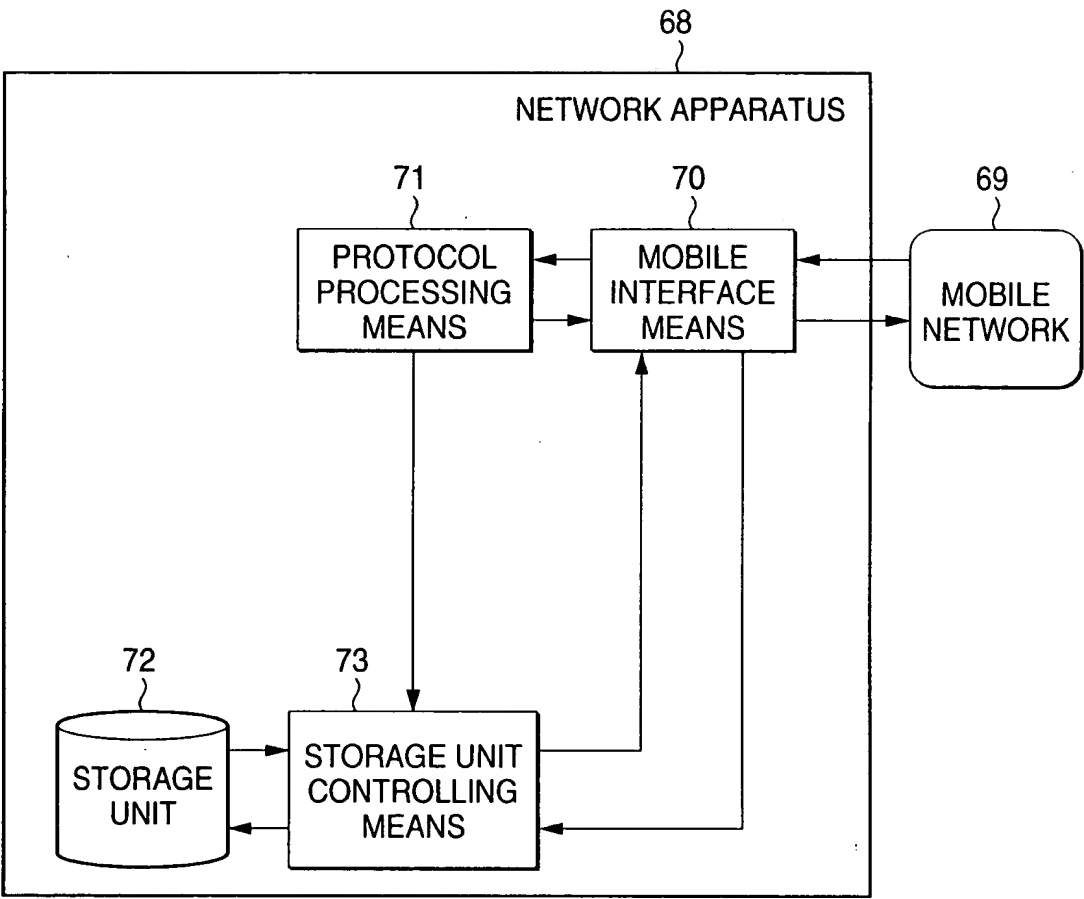 68
NETWORK APPARATUS
71
70
69
PROTOCOL
PROCESSING
MEANS
MOBILE
INTERFACE
MEANS
MOBILE
NETWORK
72
73
STORAGE
UNIT
STORAGE UNIT
CONTROLLING
MEANS